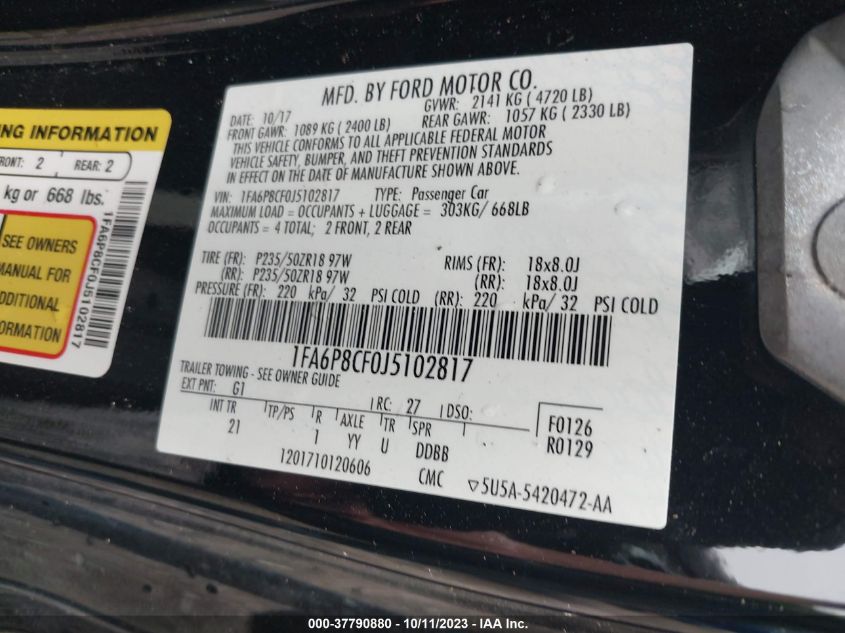 NG INFORMATION
RONT: 2 REAR: 2
kg or 668 lbs.
SEE OWNERS
MANUAL FOR
ADDITIONAL
FORMATION
1FA6P8CF0J5102817
MFD. BY FORD MOTOR CO.
DATE: 10/17 GVWR: 2141 KG ( 4720 LB)
FRONT GAWR: 1089 KG ( 2400 LB) REAR GAWR: 1057 KG ( 2330 LB)
THIS VEHICLE CONFORMS TO ALL APPLICABLE FEDERAL MOTOR
VEHICLE SAFETY, BUMPER, AND THEFT PREVENTION STANDARDS
IN EFFECT ON THE DATE OF MANUFACTURE SHOWN ABOVE.
VIN: 1FA6P8CF0J5102817 TYPE: Passenger Car
MAXIMUM LOAD = OCCUPANTS + LUGGAGE = 303KG/ 668LB
OCCUPANTS = 4 TOTAL; 2 FRONT, 2 REAR
TIRE (FR): P235/50ZR18 97W RIMS (FR): 18x8.0J
(RR): P235/50ZR18 97W (RR): 18x8.0J
PRESSURE (FR): 220 kPa/ 32 PSI COLD (RR): 220 kPa/ 32 PSI COLD
1FA6P8CF0J5102817
TRAILER TOWING - SEE OWNER GUIDE
EXT PNT: G1 RC: 27 DSO: F0126
INT TR TP/PS R AXLE TR SPR R0129
21 1 YY U DDBB
1201710120606 CMC ▽5U5A-5420472-AA
000-37790880 - 10/11/2023 - IAA Inc.